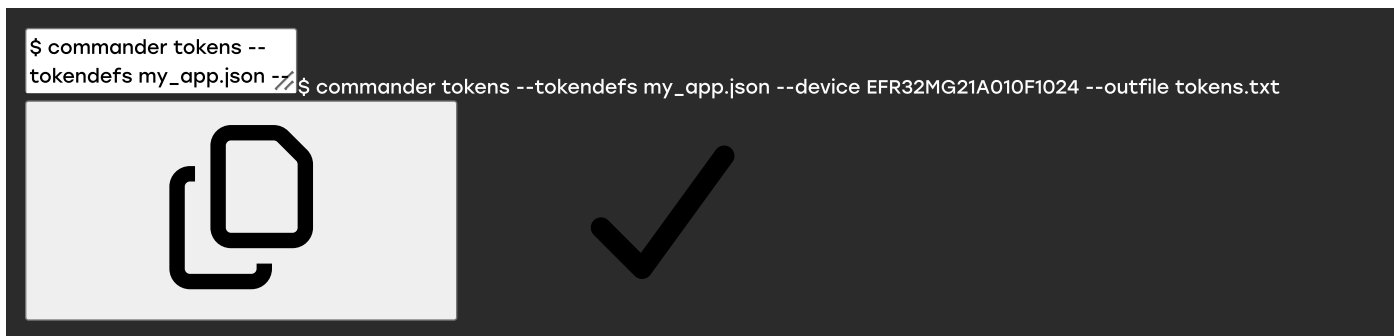 $ commander tokens --
tokendefs my_app.json --
$ commander tokens --tokendefs my_app.json --device EFR32MG21A010F1024 --outfile tokens.txt